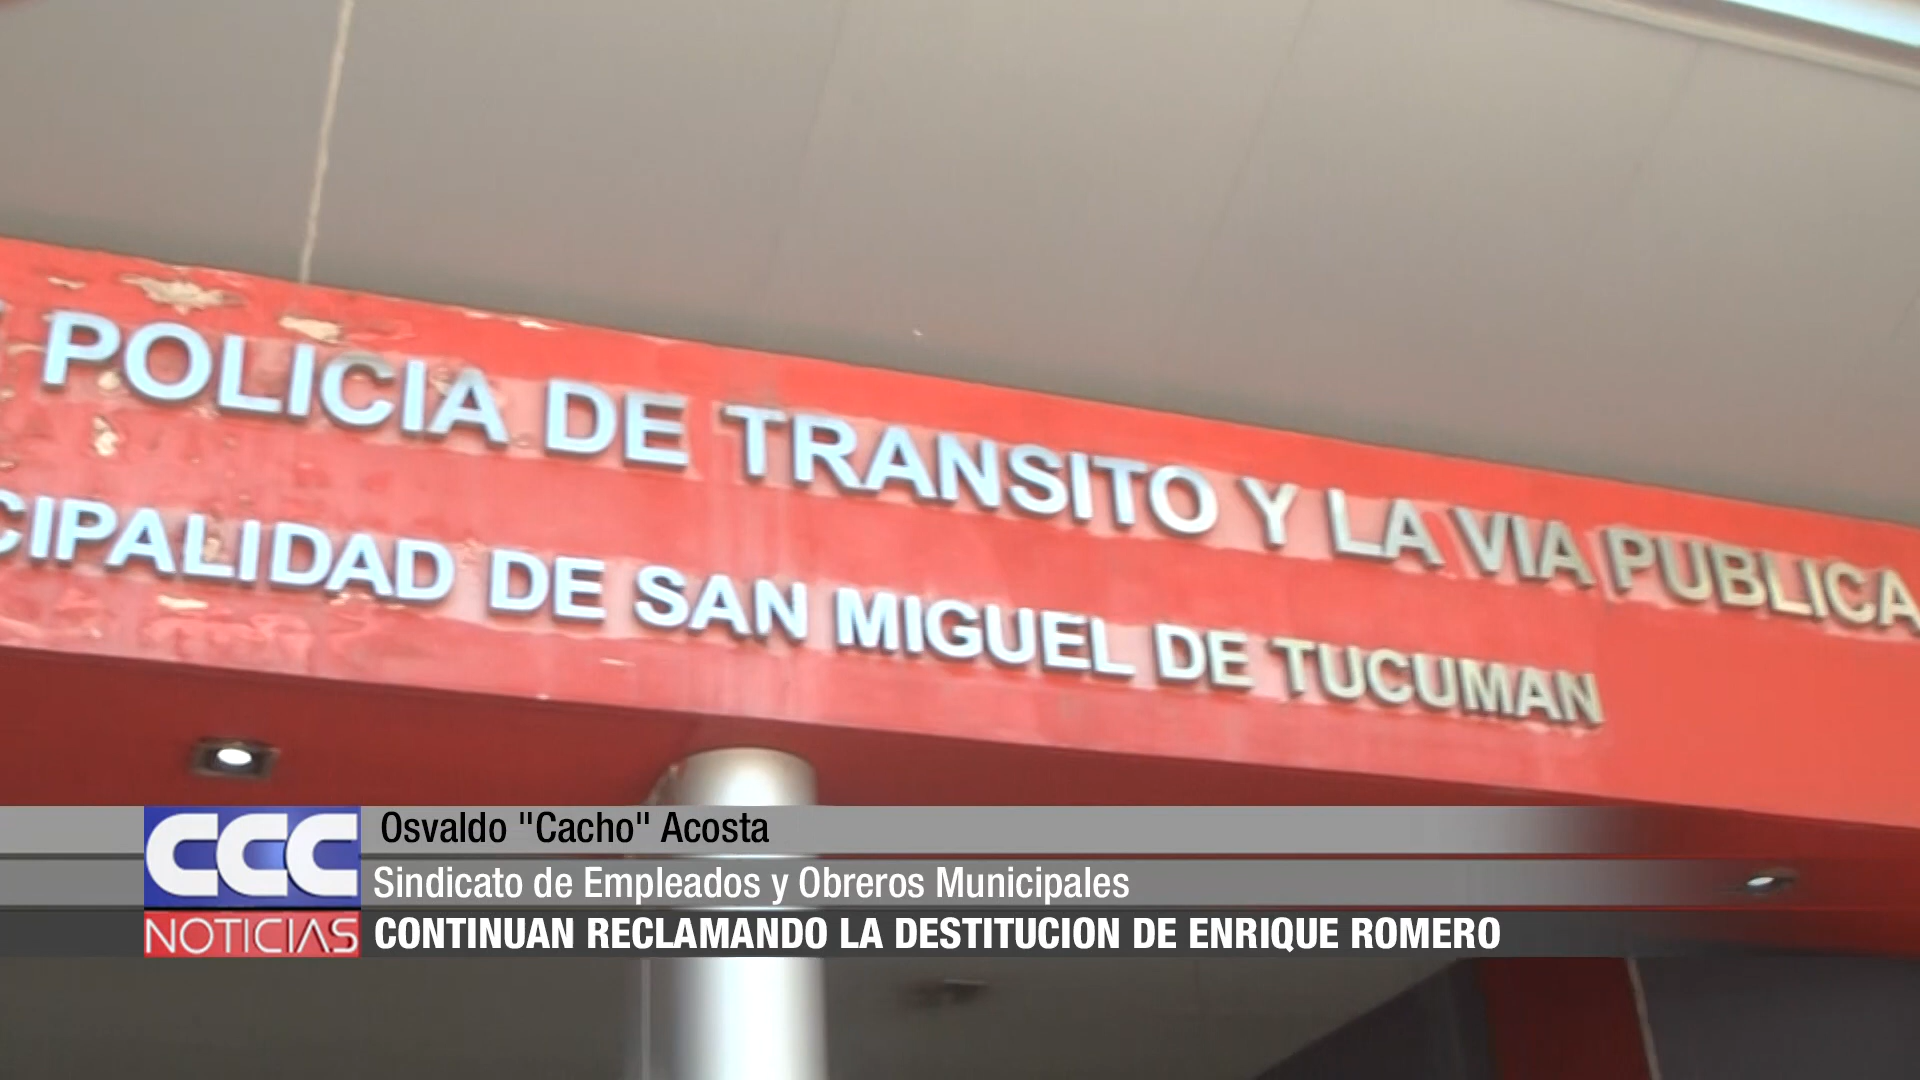 POLICIA DE TRANSITO Y LA VIA PUBLICA
CIPALIDAD DE SAN MIGUEL DE TUCUMAN
CCC
NOTICIAS
Osvaldo "Cacho" Acosta
Sindicato de Empleados y Obreros Municipales
CONTINUAN RECLAMANDO LA DESTITUCION DE ENRIQUE ROMERO